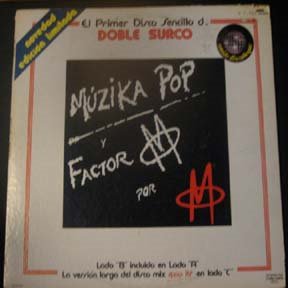 novedad
edición limitada
El Primer Disco Sencillo d.
DOBLE SURCO
MÚZIKA POP
Y
FACTOR M
POR M
Lado "B" incluido en Lado "A"
La versión larga del disco mix en lado "C"